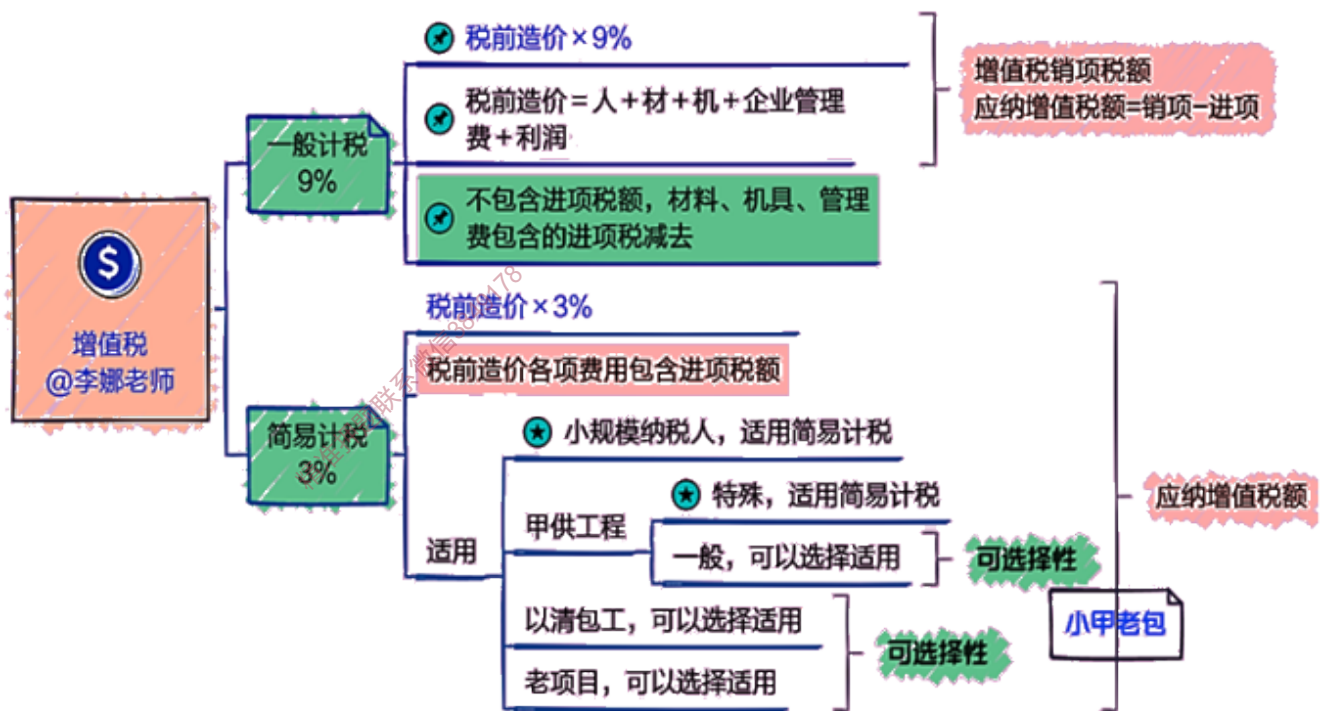 税前造价×9%
税前造价=人+材+机+企业管理
费+利润
增值税销项税额
应纳增值税额=销项-进项
一般计税
9%
不包含进项税额，材料、机具、管理
费包含的进项税减去
$
增值税
@李娜老师
税前造价×3%
税前造价各项费用包含进项税额
简易计税
3%
小规模纳税人，适用简易计税
特殊，适用简易计税
甲供工程
一般，可以选择适用
可选择性
适用
应纳增值税额
以清包工，可以选择适用
可选择性
小甲老包
老项目，可以选择适用
联系微信